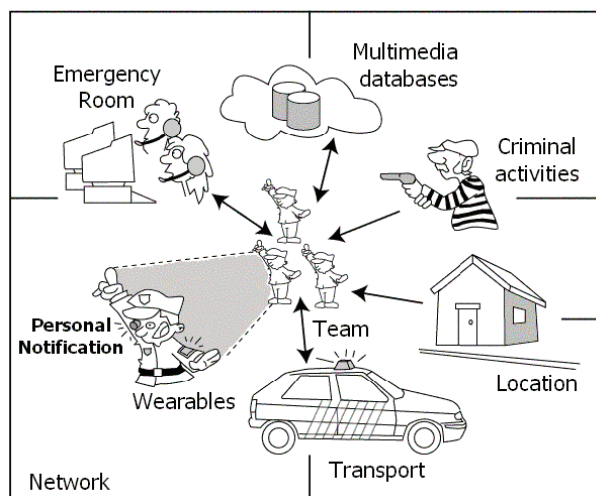 Multimedia
databases
Emergency
Room
Criminal
activities
Personal
Notification
Team
Wearables
Location
Transport
Network